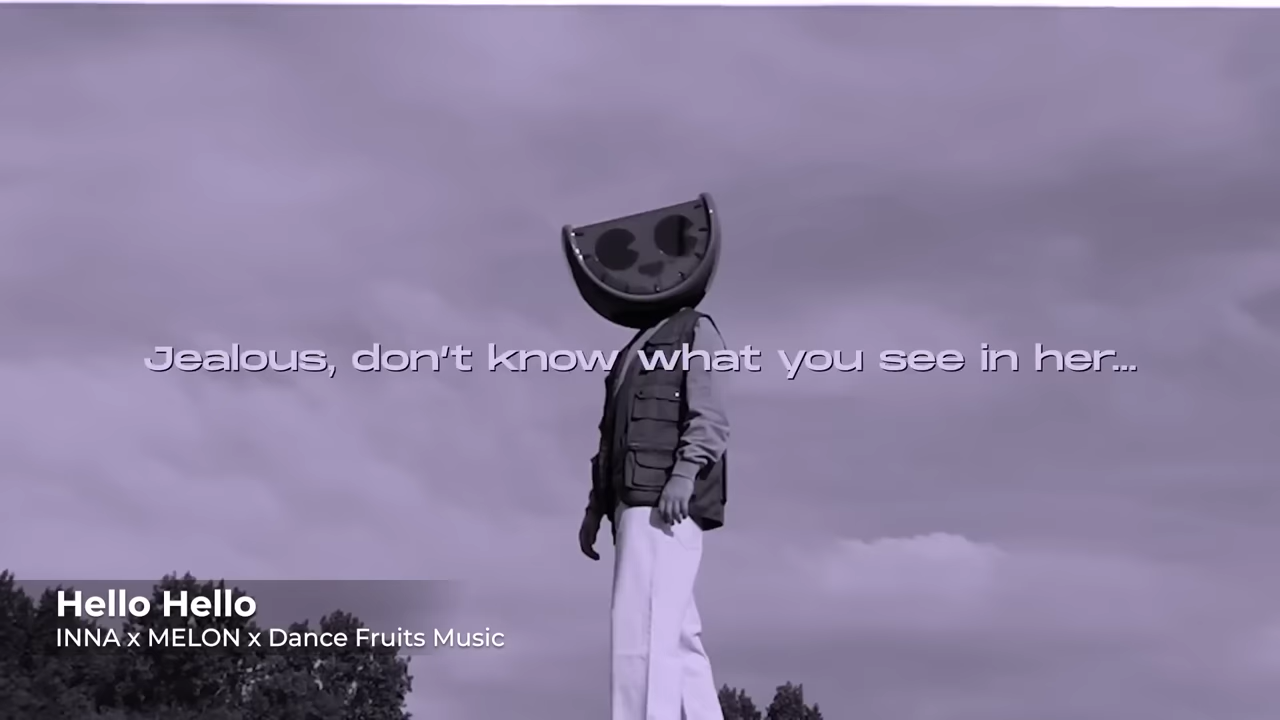 Jealous, don't know what you see in her...
Hello Hello
INNA x MELON x Dance Fruits Music